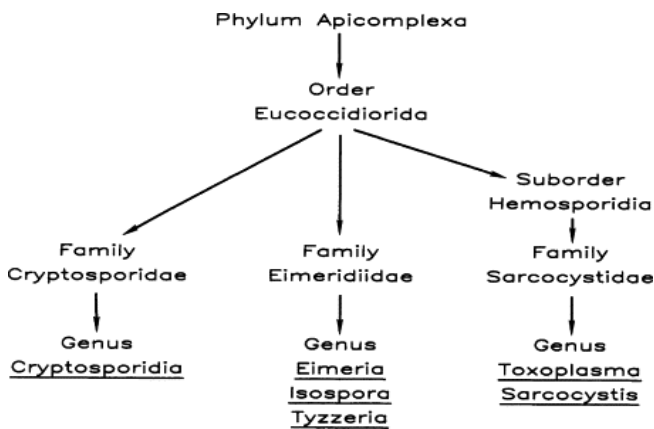 Phylum Apicomplexa
Order
Eucoccidiorida
Suborder
Hemosporidia
Family
Cryptosporidae
Family
Eimeridiidae
Family
Sarcocystidae
Genus
Cryptosporidia
Genus
Eimeria
Isospora
Tyzzeria
Genus
Toxoplasma
Sarcocystis